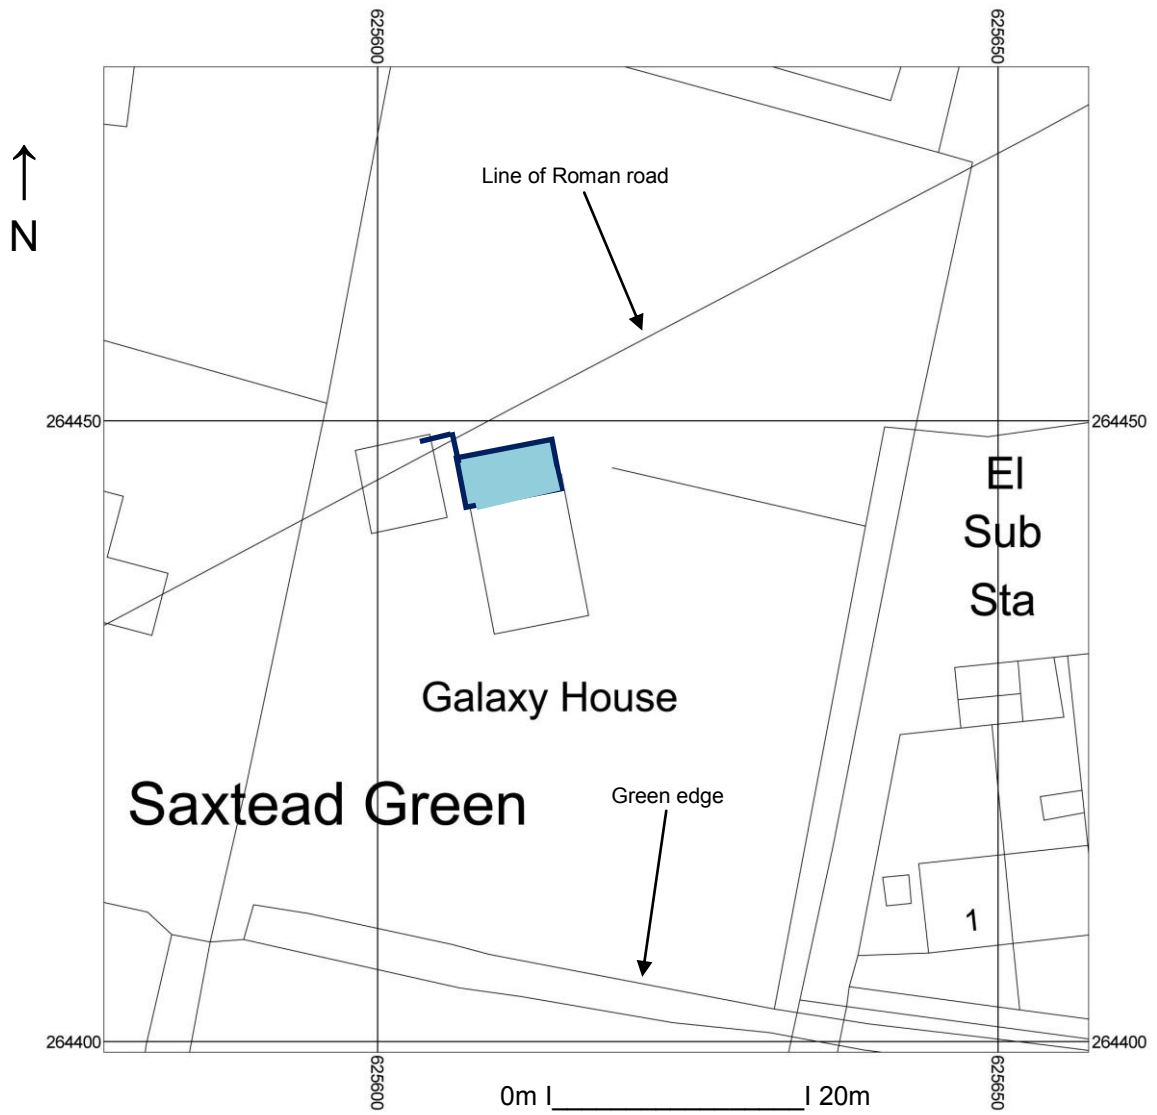 625600
625650
N
Line of Roman road
264450
264450
El
Sub
Sta
Galaxy House
Saxtead Green
Green edge
1
264400
264400
625600
625650
0m I__________________I 20m